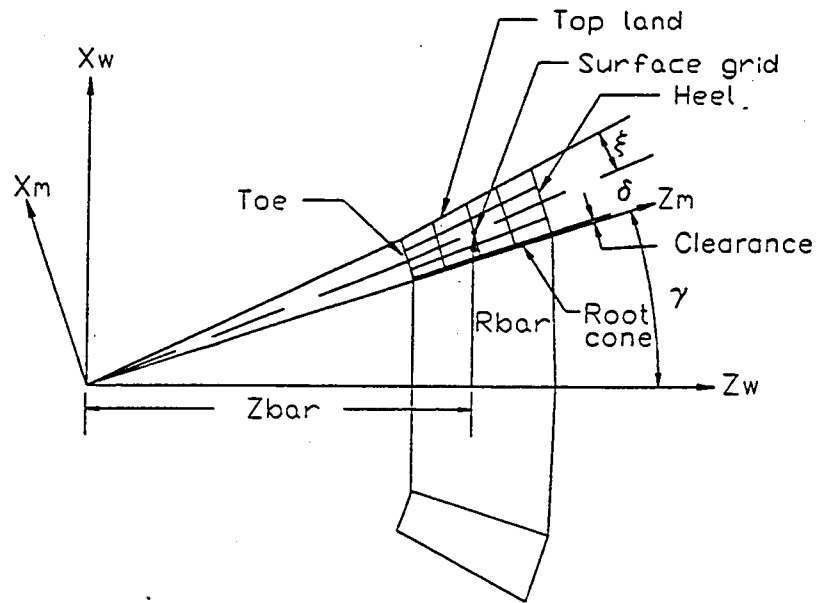 Top land
Xw
Surface grid
Heel.
ξ
Xm
Toe
δ
Zm
Clearance
γ
Rbar
Root
cone
Zw
Zbar